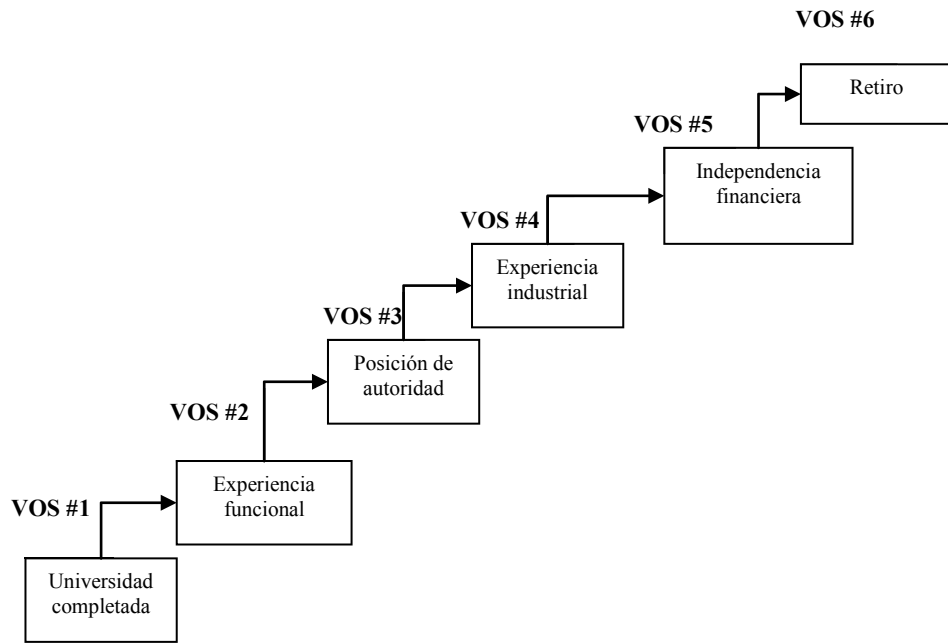 VOS #6
Retiro
VOS #5
Independencia
financiera
VOS #4
Experiencia
industrial
VOS #3
Posición de
autoridad
VOS #2
Experiencia
funcional
VOS #1
Universidad
completada